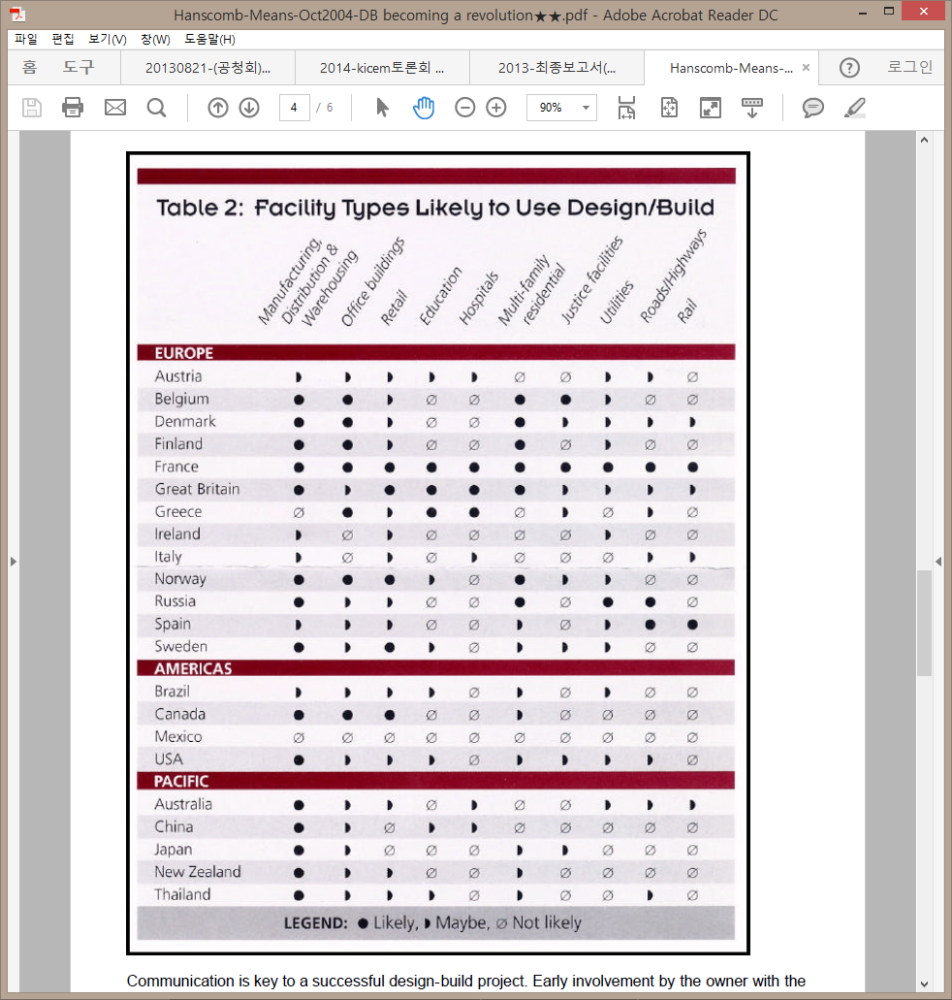 Hanscomb-Means-Oct2004-DB becoming a revolution★★.pdf - Adobe Acrobat Reader DC
파일 편집 보기(V) 창(W) 도움말(H)
홈 도구 20130821-(공청회)... 2014-kicem토론회 ... 2013-최종보고서(... Hanscomb-Means-... × ? 로그인
4 / 6 90%
Table 2: Facility Types Likely to Use Design/Build
Manufacturing, Distribution & Warehousing
Office buildings
Retail
Education
Hospitals
Multi-family residential
Justice facilities
Utilities
Roads/Highways
Rail
EUROPE
Austria ◗ ◗ ◗ ◗ ◗ ∅ ∅ ◗ ◗ ∅
Belgium ● ● ◗ ∅ ∅ ● ● ◗ ∅ ∅
Denmark ● ● ◗ ∅ ∅ ● ◗ ◗ ◗ ◗
Finland ● ● ◗ ∅ ∅ ● ∅ ◗ ∅ ∅
France ● ● ● ● ● ● ● ● ● ●
Great Britain ● ◗ ● ● ● ● ◗ ◗ ◗ ◗
Greece ∅ ● ◗ ● ● ∅ ◗ ∅ ◗ ∅
Ireland ◗ ∅ ◗ ∅ ∅ ∅ ∅ ◗ ∅ ∅
Italy ◗ ∅ ◗ ∅ ◗ ∅ ∅ ∅ ◗ ◗
Norway ● ● ● ◗ ∅ ● ◗ ◗ ∅ ∅
Russia ● ◗ ◗ ∅ ∅ ● ∅ ● ● ∅
Spain ◗ ◗ ◗ ∅ ∅ ◗ ∅ ◗ ● ●
Sweden ● ◗ ● ◗ ∅ ◗ ◗ ◗ ∅ ∅
AMERICAS
Brazil ◗ ◗ ◗ ◗ ∅ ◗ ∅ ◗ ∅ ∅
Canada ● ● ● ∅ ∅ ◗ ∅ ∅ ∅ ∅
Mexico ∅ ∅ ∅ ∅ ∅ ∅ ∅ ∅ ∅ ∅
USA ● ◗ ◗ ◗ ∅ ◗ ◗ ◗ ◗ ∅
PACIFIC
Australia ● ◗ ◗ ∅ ◗ ∅ ∅ ◗ ◗ ◗
China ● ◗ ∅ ◗ ◗ ∅ ∅ ∅ ∅ ∅
Japan ● ◗ ∅ ∅ ∅ ◗ ◗ ∅ ∅ ∅
New Zealand ● ◗ ◗ ∅ ∅ ◗ ∅ ∅ ∅ ∅
Thailand ● ◗ ◗ ◗ ∅ ◗ ∅ ∅ ◗ ∅
LEGEND: ● Likely, ◗ Maybe, ∅ Not likely
Communication is key to a successful design-build project. Early involvement by the owner with the